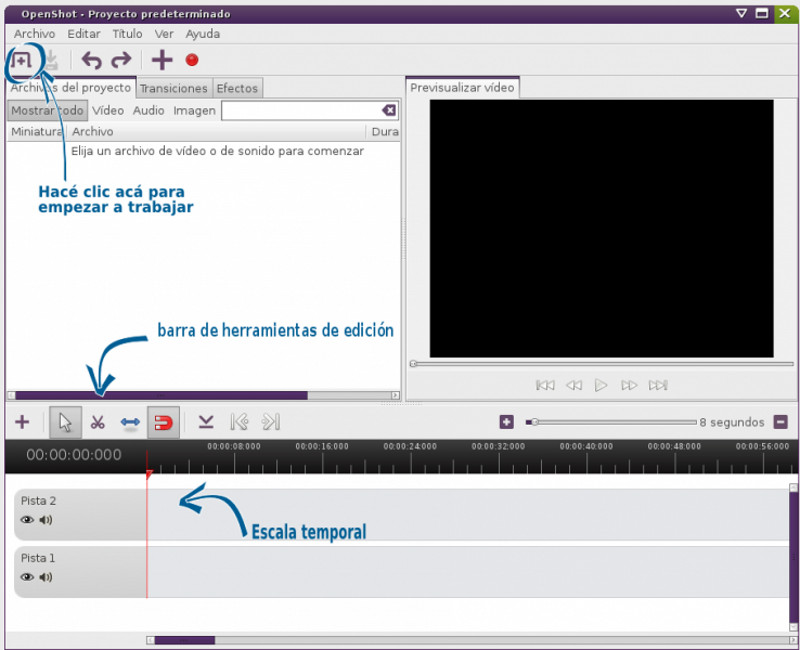 OpenShot - Proyecto predeterminado
Archivo Editar Título Ver Ayuda
Archivos del proyecto Transiciones Efectos
Previsualizar vídeo
Mostrar todo Vídeo Audio Imagen
Miniatura Archivo Dura
Elija un archivo de vídeo o de sonido para comenzar
Hacé clic acá para
empezar a trabajar
barra de herramientas de edición
8 segundos
00:00:00:000
00:00:08:000 00:00:16:000 00:00:24:000 00:00:32:000 00:00:40:000 00:00:48:000 00:00:56:000
Pista 2
Escala temporal
Pista 1